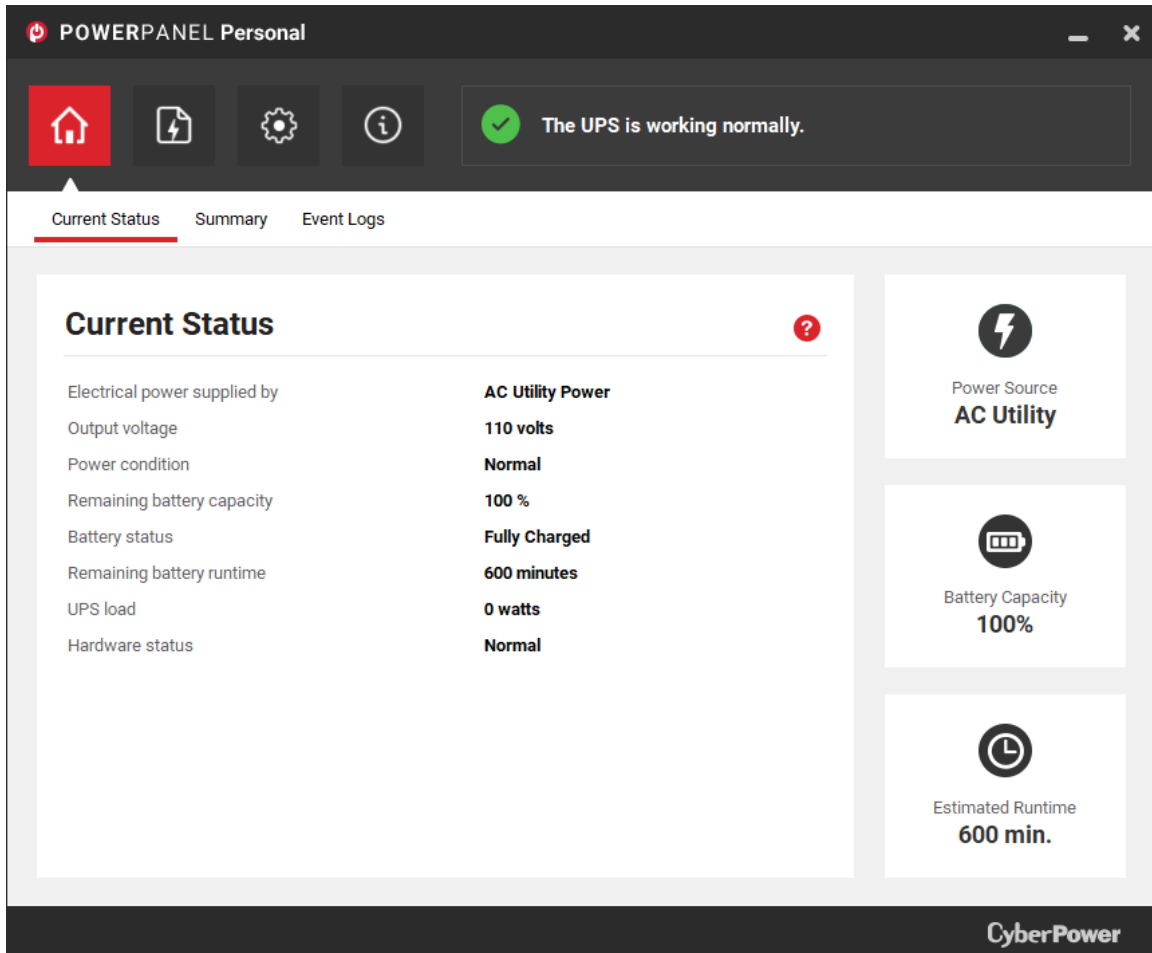 POWERPANEL Personal
The UPS is working normally.
Current Status Summary Event Logs
Current Status
Electrical power supplied by AC Utility Power
Output voltage 110 volts
Power condition Normal
Remaining battery capacity 100 %
Battery status Fully Charged
Remaining battery runtime 600 minutes
UPS load 0 watts
Hardware status Normal
Power Source
AC Utility
Battery Capacity
100%
Estimated Runtime
600 min.
CyberPower